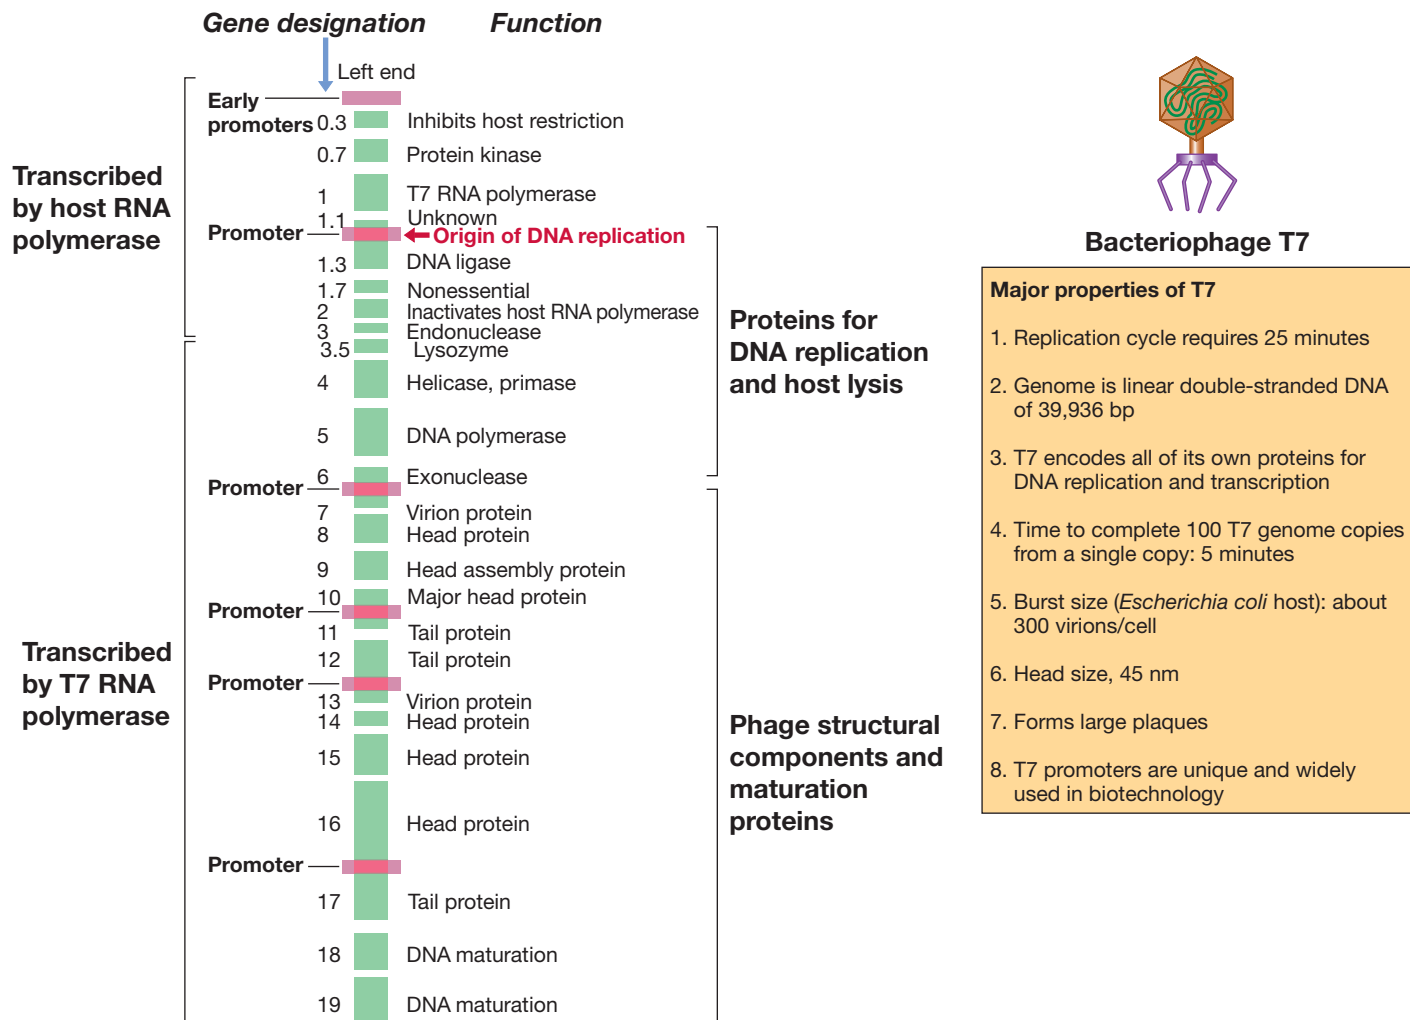 Gene designation Function
Left end
Early
promoters
0.3 Inhibits host restriction
0.7 Protein kinase
Transcribed
by host RNA
polymerase
1 T7 RNA polymerase
1.1 Unknown
Promoter
Origin of DNA replication
1.3 DNA ligase
1.7 Nonessential
2 Inactivates host RNA polymerase
3 Endonuclease
3.5 Lysozyme
4 Helicase, primase
5 DNA polymerase
6 Exonuclease
Proteins for
DNA replication
and host lysis
Promoter
7 Virion protein
8 Head protein
9 Head assembly protein
10 Major head protein
Promoter
11 Tail protein
12 Tail protein
Transcribed
by T7 RNA
polymerase
Promoter
13 Virion protein
14 Head protein
15 Head protein
16 Head protein
Phage structural
components and
maturation
proteins
Promoter
17 Tail protein
18 DNA maturation
19 DNA maturation
Bacteriophage T7
Major properties of T7
1. Replication cycle requires 25 minutes
2. Genome is linear double-stranded DNA
of 39,936 bp
3. T7 encodes all of its own proteins for
DNA replication and transcription
4. Time to complete 100 T7 genome copies
from a single copy: 5 minutes
5. Burst size (Escherichia coli host): about
300 virions/cell
6. Head size, 45 nm
7. Forms large plaques
8. T7 promoters are unique and widely
used in biotechnology